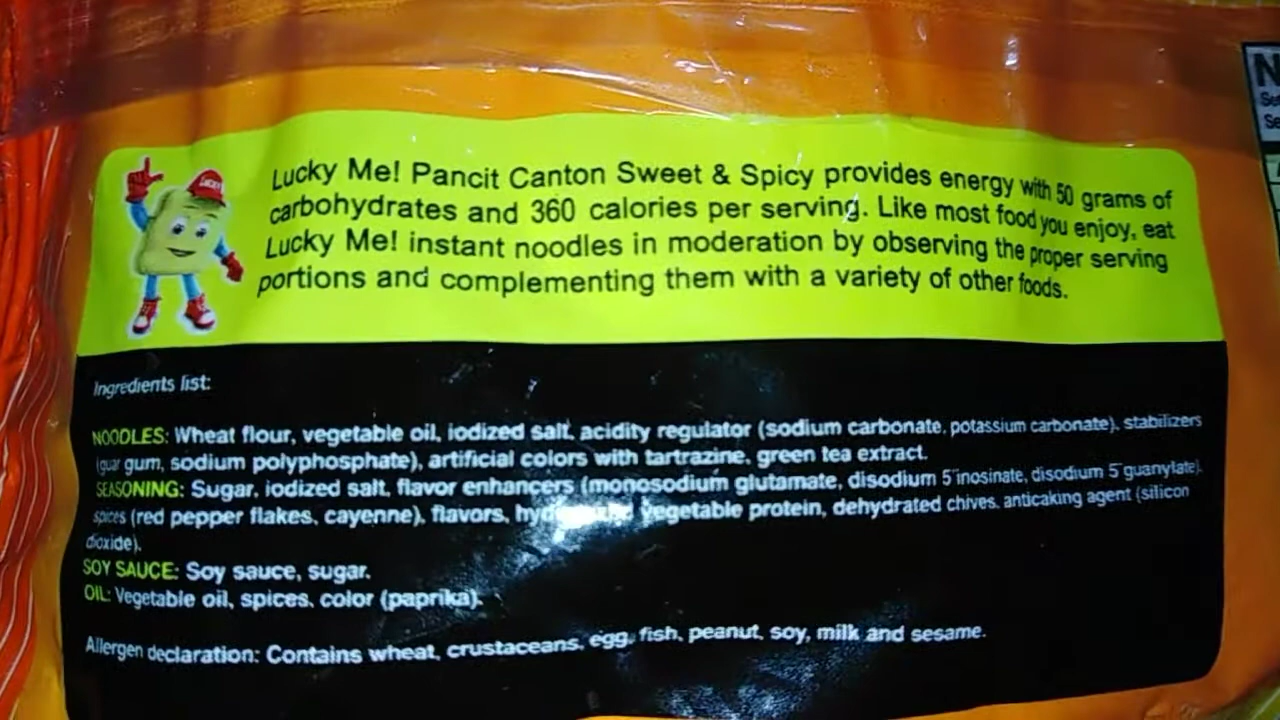 Lucky Me! Pancit Canton Sweet & Spicy provides energy with 50 grams of
carbohydrates and 360 calories per serving. Like most food you enjoy, eat
Lucky Me! instant noodles in moderation by observing the proper serving
portions and complementing them with a variety of other foods.
Ingredients list:
NOODLES: Wheat flour, vegetable oil, iodized salt, acidity regulator (sodium carbonate, potassium carbonate), stabilizers
(guar gum, sodium polyphosphate), artificial colors with tartrazine, green tea extract.
SEASONING: Sugar, iodized salt, flavor enhancers (monosodium glutamate, disodium 5'inosinate, disodium 5'guanylate),
spices (red pepper flakes, cayenne), flavors, vegetable protein, dehydrated chives, anticaking agent (silicon
dioxide).
SOY SAUCE: Soy sauce, sugar.
OIL: Vegetable oil, spices, color (paprika).
Allergen declaration: Contains wheat, crustaceans, egg, fish, peanut, soy, milk and sesame.